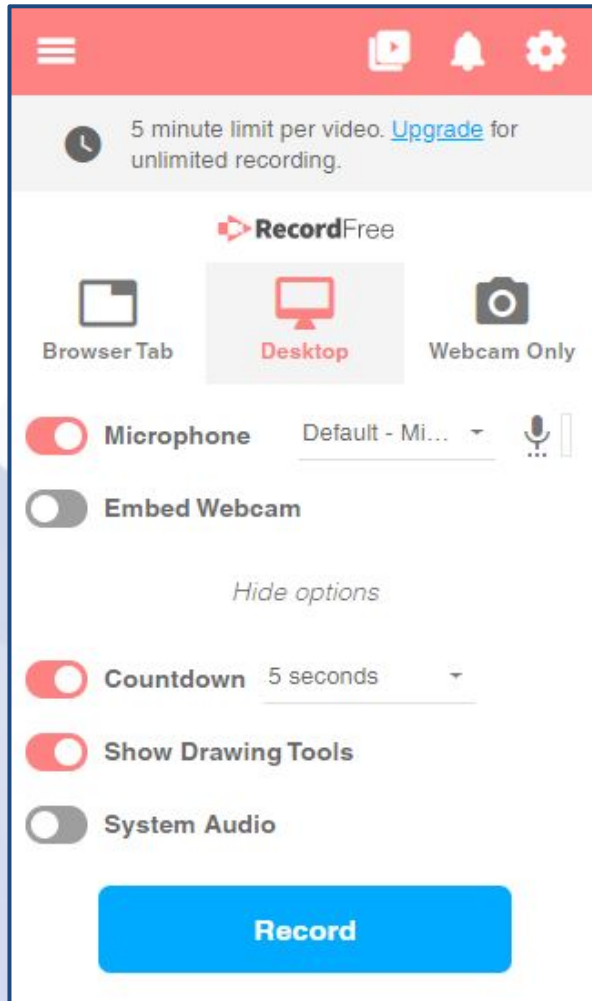 5 minute limit per video. Upgrade for
unlimited recording.
RecordFree
Browser Tab
Desktop
Webcam Only
Microphone Default - Mi...
Embed Webcam
Hide options
Countdown 5 seconds
Show Drawing Tools
System Audio
Record